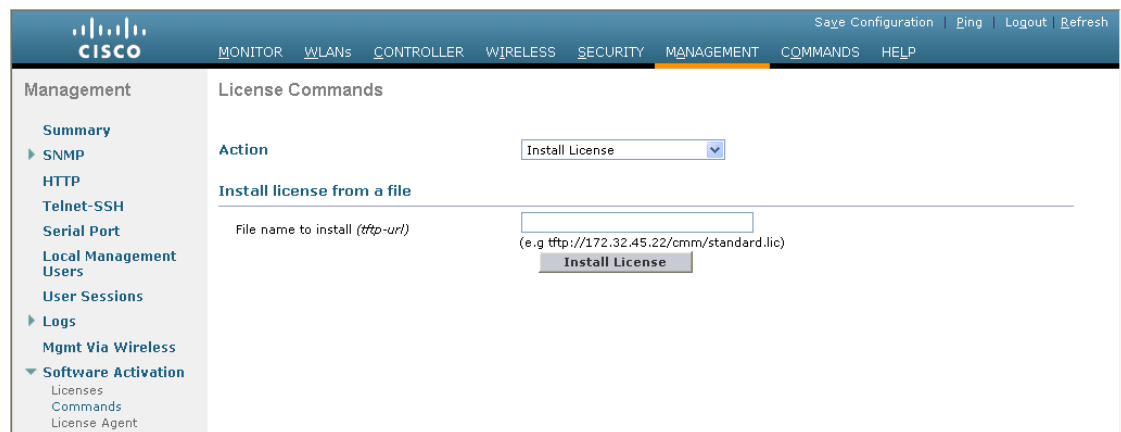 Save Configuration | Ping | Logout | Refresh
CISCO
MONITOR WLANs CONTROLLER WIRELESS SECURITY MANAGEMENT COMMANDS HELP
Management
Summary
SNMP
HTTP
Telnet-SSH
Serial Port
Local Management
Users
User Sessions
Logs
Mgmt Via Wireless
Software Activation
Licenses
Commands
License Agent
License Commands
Action Install License
Install license from a file
File name to install (tftp-url)
(e.g tftp://172.32.45.22/cmm/standard.lic)
Install License